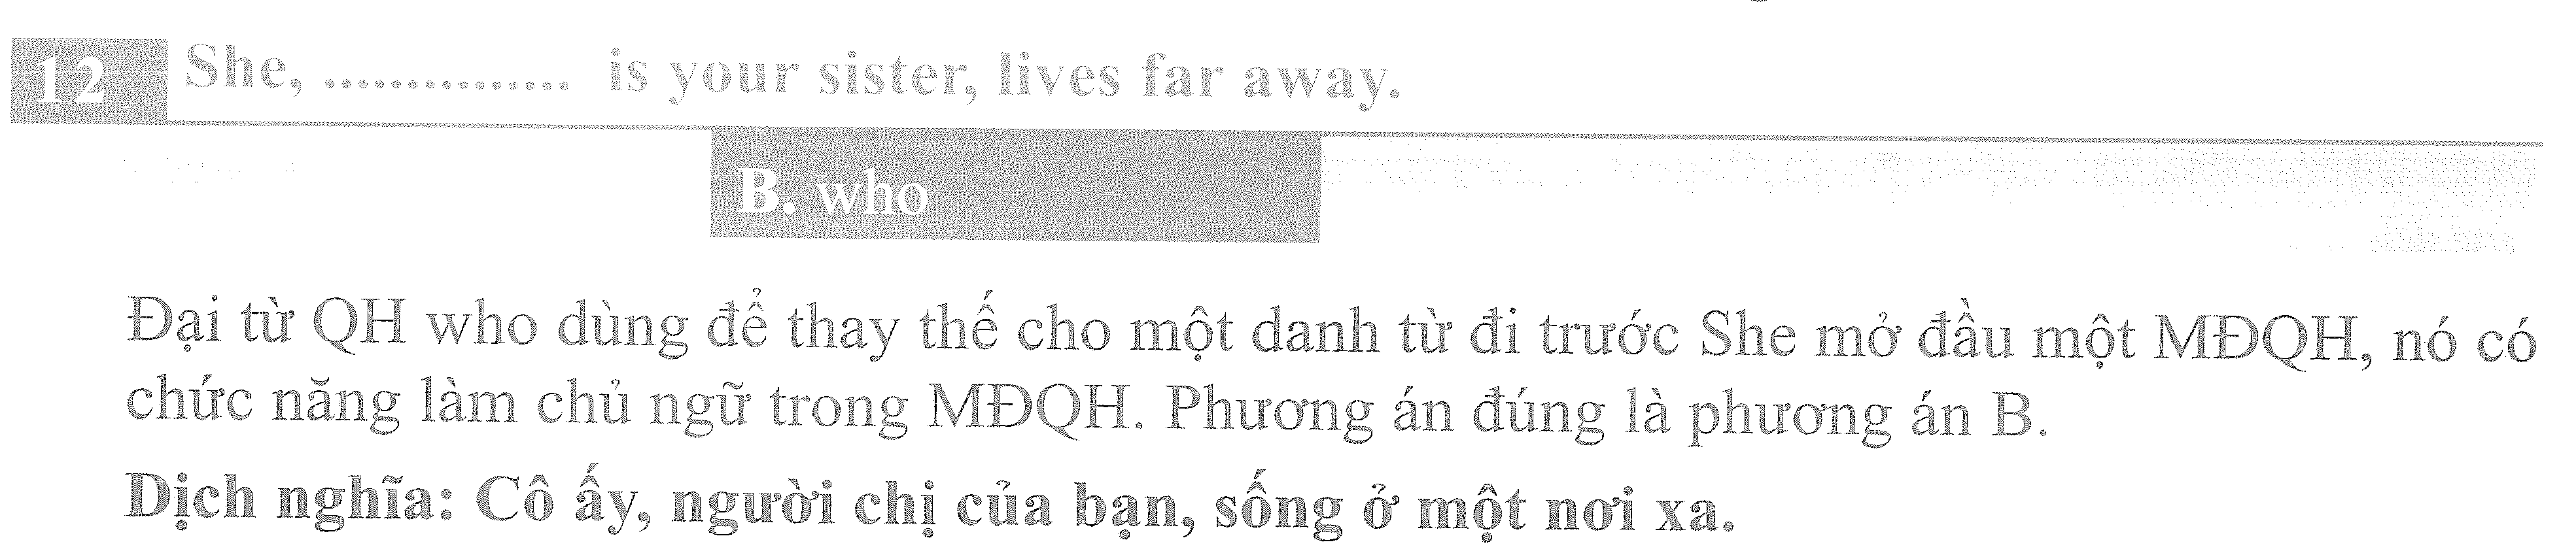 12 She, ............... is your sister, lives far away.
B. who
Đại từ QH who dùng để thay thế cho một danh từ đi trước She mở đầu một MĐQH, nó có
chức năng làm chủ ngữ trong MĐQH. Phương án đúng là phương án B.
Dịch nghĩa: Cô ấy, người chị của bạn, sống ở một nơi xa.